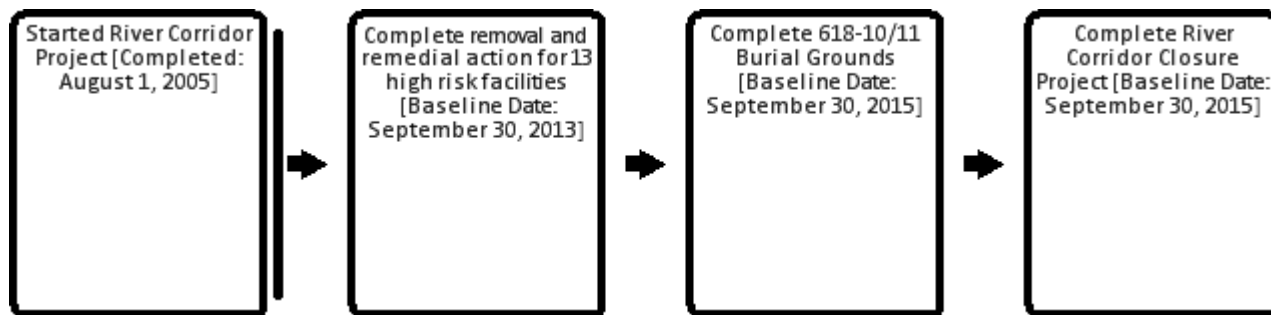 Started River Corridor
Project [Completed:
August 1, 2005]
Complete removal and
remedial action for 13
high risk facilities
[Baseline Date:
September 30, 2013]
Complete 618-10/11
Burial Grounds
[Baseline Date:
September 30, 2015]
Complete River
Corridor Closure
Project [Baseline Date:
September 30, 2015]